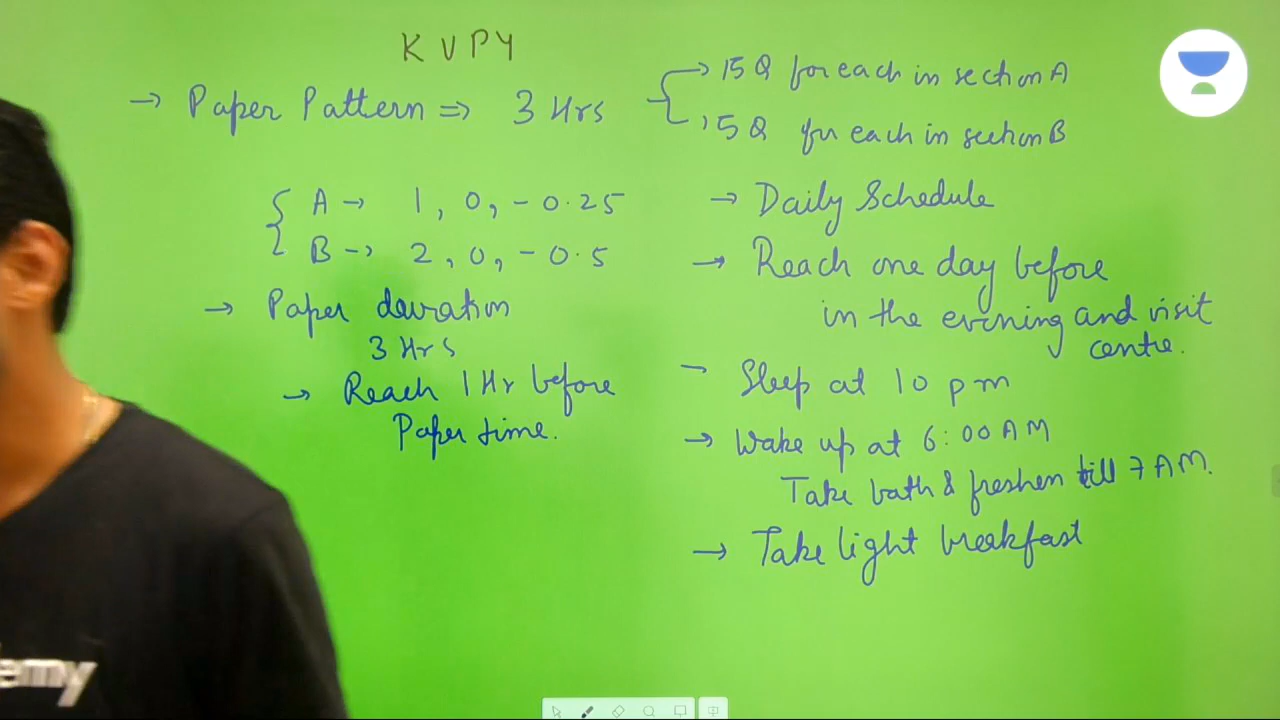 KVPY
→ Paper Pattern ⇒ 3 Hrs
→ 15 Q for each in section A
→ 5 Q for each in section B
A → 1, 0, - 0.25
B → 2, 0, - 0.5
→ Paper duration
3 Hrs
→ Reach 1 Hr before
Paper time.
→ Daily Schedule
→ Reach one day before
in the evening and visit
centre.
- Sleep at 10 pm
→ Wake up at 6:00 AM
Take bath & freshen till 7 AM.
→ Take light breakfast
emy